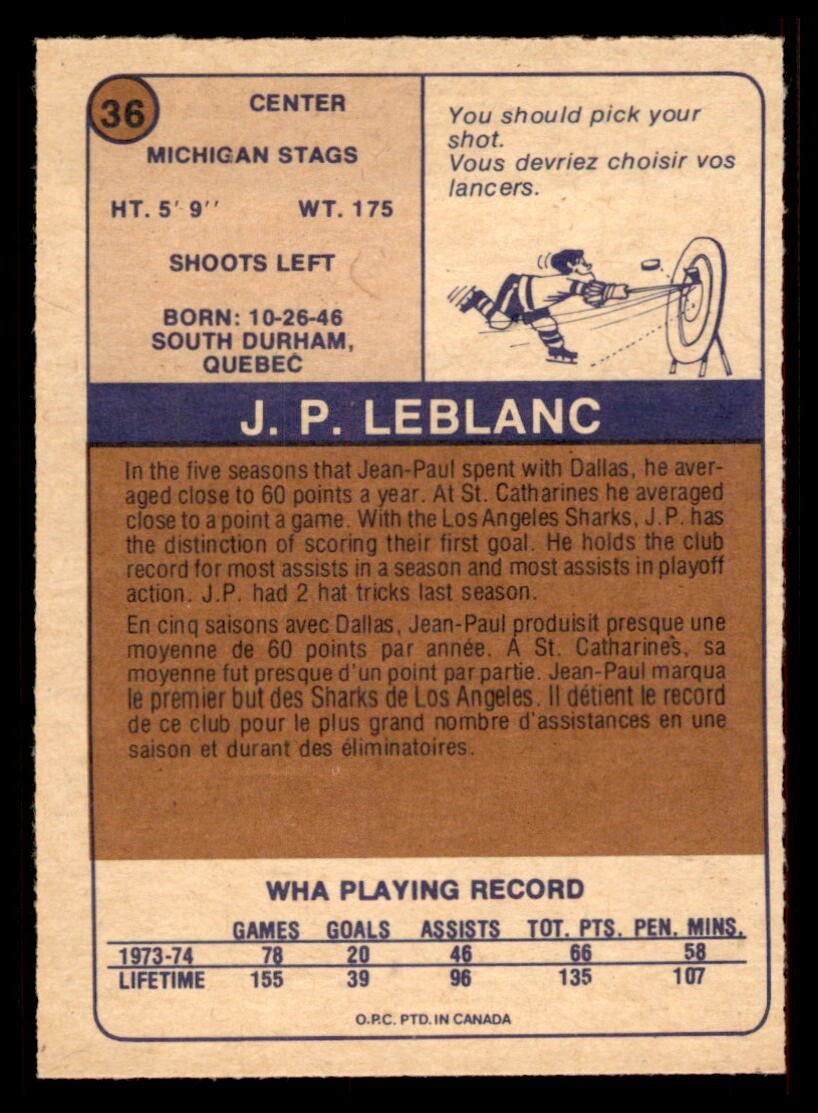 36
CENTER
MICHIGAN STAGS
HT. 5' 9'' WT. 175
SHOOTS LEFT
BORN: 10-26-46
SOUTH DURHAM,
QUEBEC
You should pick your
shot.
Vous devriez choisir vos
lancers.
J. P. LEBLANC
In the five seasons that Jean-Paul spent with Dallas, he aver-
aged close to 60 points a year. At St. Catharines he averaged
close to a point a game. With the Los Angeles Sharks, J.P. has
the distinction of scoring their first goal. He holds the club
record for most assists in a season and most assists in playoff
action. J.P. had 2 hat tricks last season.
En cinq saisons avec Dallas, Jean-Paul produisit presque une
moyenne de 60 points par année. À St. Catharines, sa
moyenne fut presque d'un point par partie. Jean-Paul marqua
le premier but des Sharks de Los Angeles. Il détient le record
de ce club pour le plus grand nombre d'assistances en une
saison et durant des éliminatoires.
WHA PLAYING RECORD
GAMES GOALS ASSISTS TOT. PTS. PEN. MINS.
1973-74 78 20 46 66 58
LIFETIME 155 39 96 135 107
O.P.C. PTD. IN CANADA